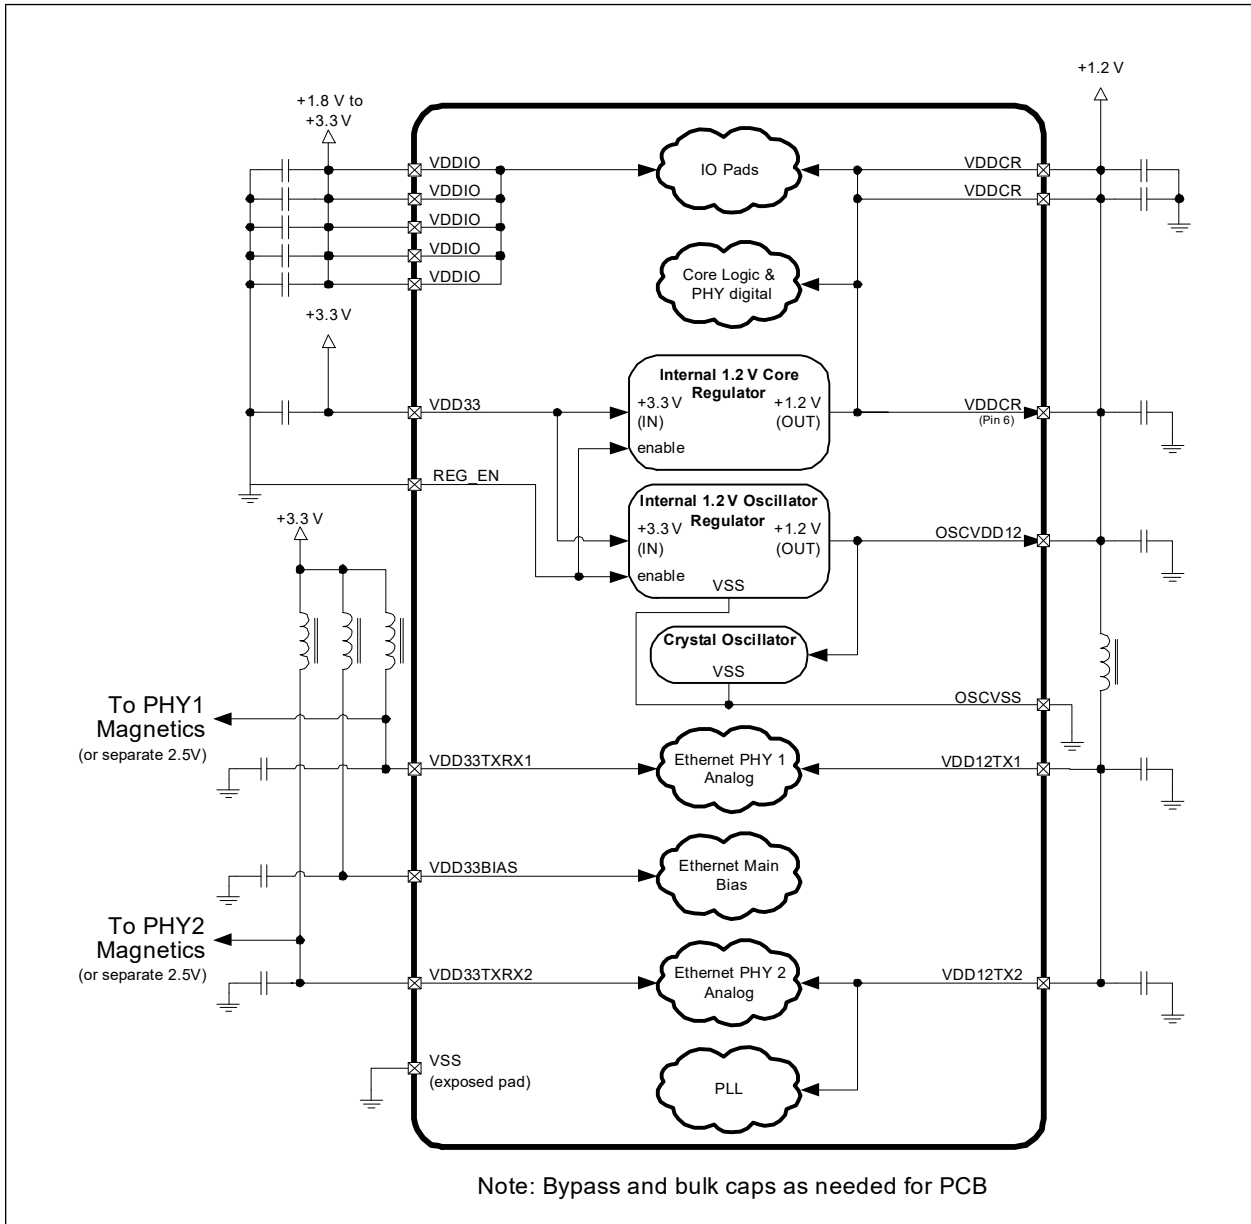 +1.2 V
+1.8 V to
+3.3 V
VDDIO
IO Pads
VDDCR
VDDIO
VDDCR
VDDIO
VDDIO
VDDIO
Core Logic &
PHY digital
+3.3 V
Internal 1.2 V Core
Regulator
+3.3 V
(IN)
+1.2 V
(OUT)
enable
VDD33
VDDCR
(Pin 6)
REG_EN
Internal 1.2 V Oscillator
Regulator
+3.3 V
(IN)
+1.2 V
(OUT)
enable
VSS
OSCVDD12
+3.3 V
Crystal Oscillator
VSS
OSCVSS
To PHY1
Magnetics
(or separate 2.5V)
VDD33TXRX1
Ethernet PHY 1
Analog
VDD12TX1
VDD33BIAS
Ethernet Main
Bias
To PHY2
Magnetics
(or separate 2.5V)
VDD33TXRX2
Ethernet PHY 2
Analog
VDD12TX2
VSS
(exposed pad)
PLL
Note: Bypass and bulk caps as needed for PCB